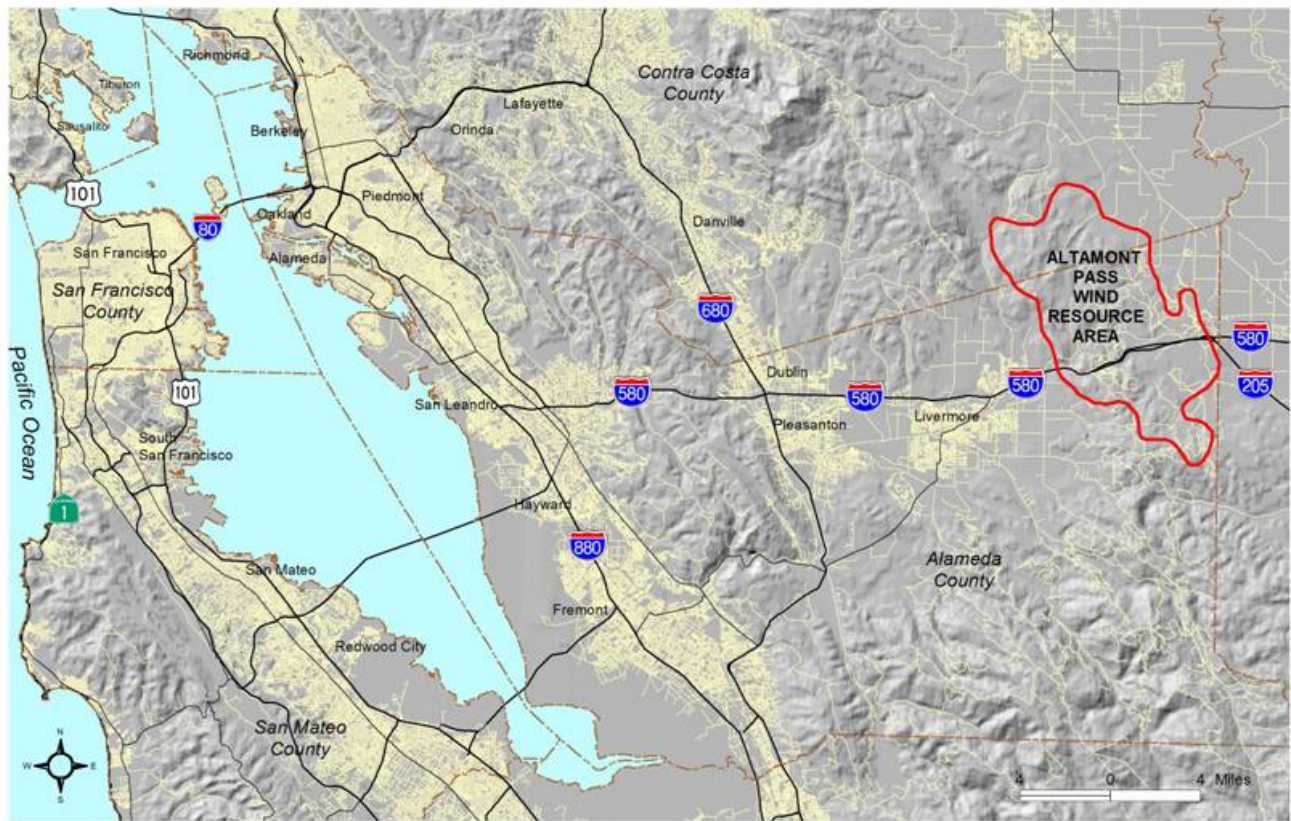 Richmond
Contra Costa
County
Tiburon
Lafayette
Sausalito
Berkeley
Orinda
101
Piedmont
80
Oakland
Danville
San Francisco
Alameda
ALTAMONT
PASS
WIND
RESOURCE
AREA
San Francisco
County
680
580
Pacific Ocean
Dublin
580
205
101
580
580
San Leandro
Pleasanton
Livermore
South
San Francisco
1
Hayward
880
Alameda
County
San Mateo
Fremont
Redwood City
San Mateo
County
N
W
E
S
4 0 4 Miles